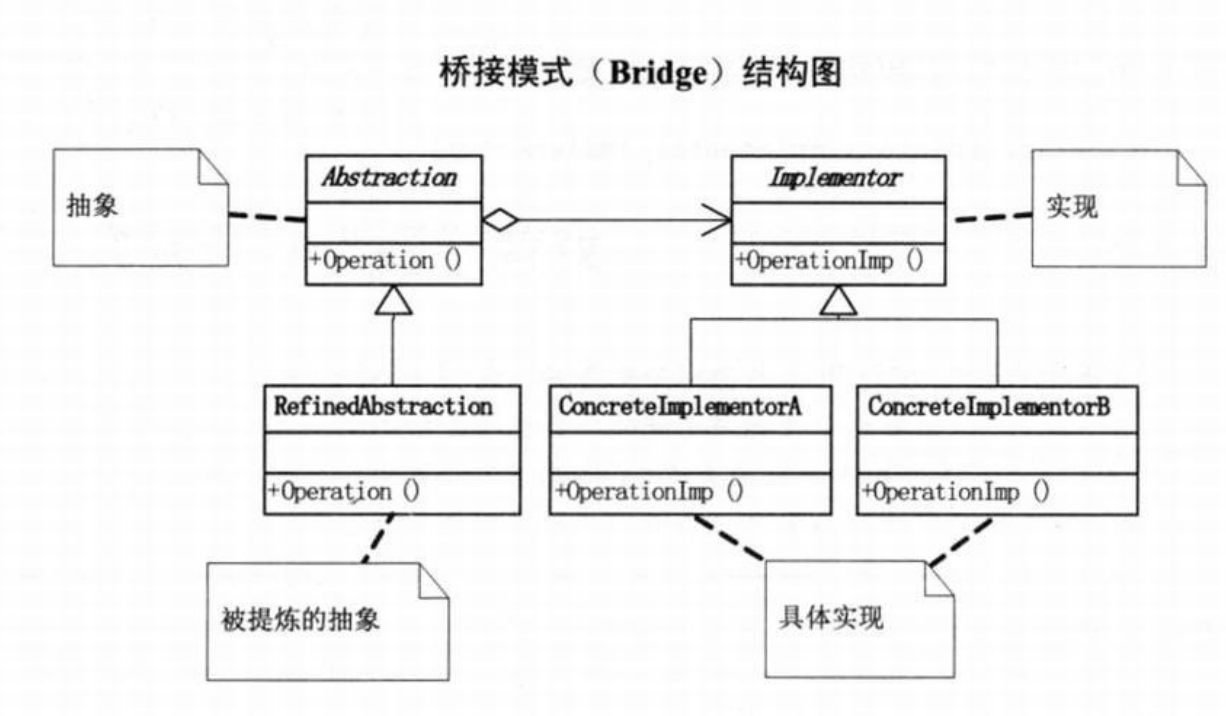 桥接模式（Bridge）结构图
抽象
Abstraction
+Operation ()
Implementor
+OperationImp ()
实现
RefinedAbstraction
+Operation ()
ConcreteImplementorA
+OperationImp ()
ConcreteImplementorB
+OperationImp ()
被提炼的抽象
具体实现